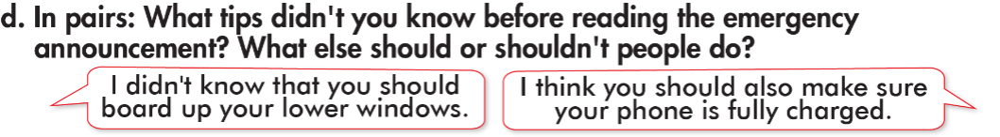 d. In pairs: What tips didn't you know before reading the emergency
announcement? What else should or shouldn't people do?
I didn't know that you should
board up your lower windows.
I think you should also make sure
your phone is fully charged.